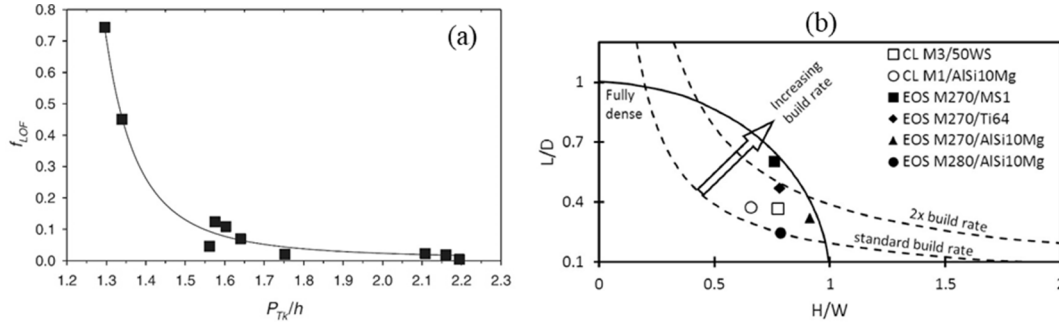 (a)
f_LOF
0.8
0.7
0.6
0.5
0.4
0.3
0.2
0.1
0.0
1.2 1.3 1.4 1.5 1.6 1.7 1.8 1.9 2.0 2.1 2.2 2.3
P_Tk/h
(b)
L/D
1
0.7
0.4
0.1
Fully
dense
Increasing
build rate
CL M3/50WS
CL M1/AlSi10Mg
EOS M270/MS1
EOS M270/Ti64
EOS M270/AlSi10Mg
EOS M280/AlSi10Mg
2x build rate
standard build rate
0 0.5 1 1.5 2
H/W